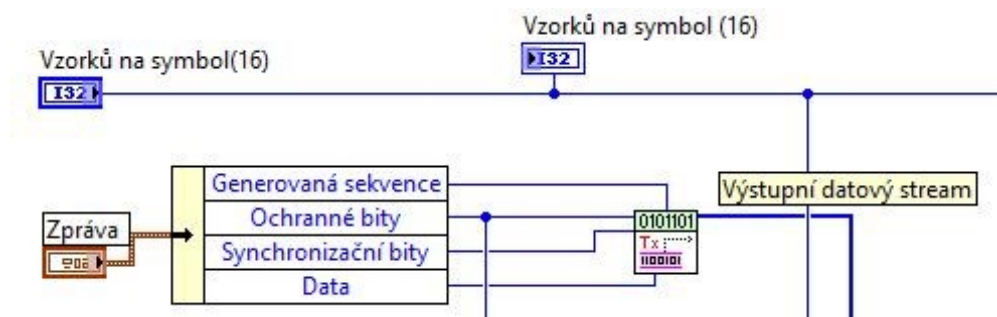 Vzorků na symbol (16)
Vzorků na symbol(16)
I32
I32
Generovaná sekvence
Ochranné bity
Synchronizační bity
Data
Zpráva
0101101
Tx
Výstupní datový stream